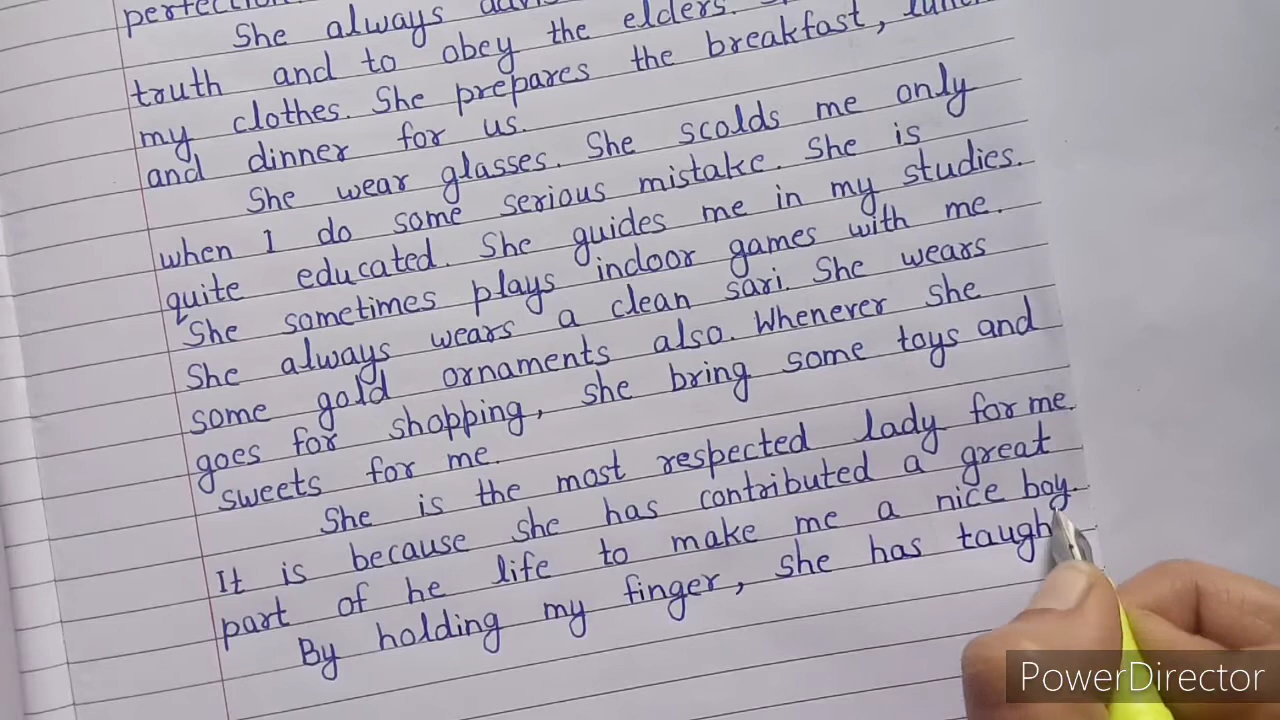 perfection.
She always
truth and to obey the elders.
my clothes. She prepares the breakfast, lunch
and dinner for us.
She wear glasses. She scolds me only
when I do some serious mistake. She is
quite educated. She guides me in my studies.
She sometimes plays indoor games with me.
She always wears a clean sari. She wears
some gold ornaments also. Whenever she
goes for shopping, she bring some toys and
sweets for me.
She is the most respected lady for me.
It is because she has contributed a great
part of he life to make me a nice boy.
By holding my finger, she has taugh
PowerDirector